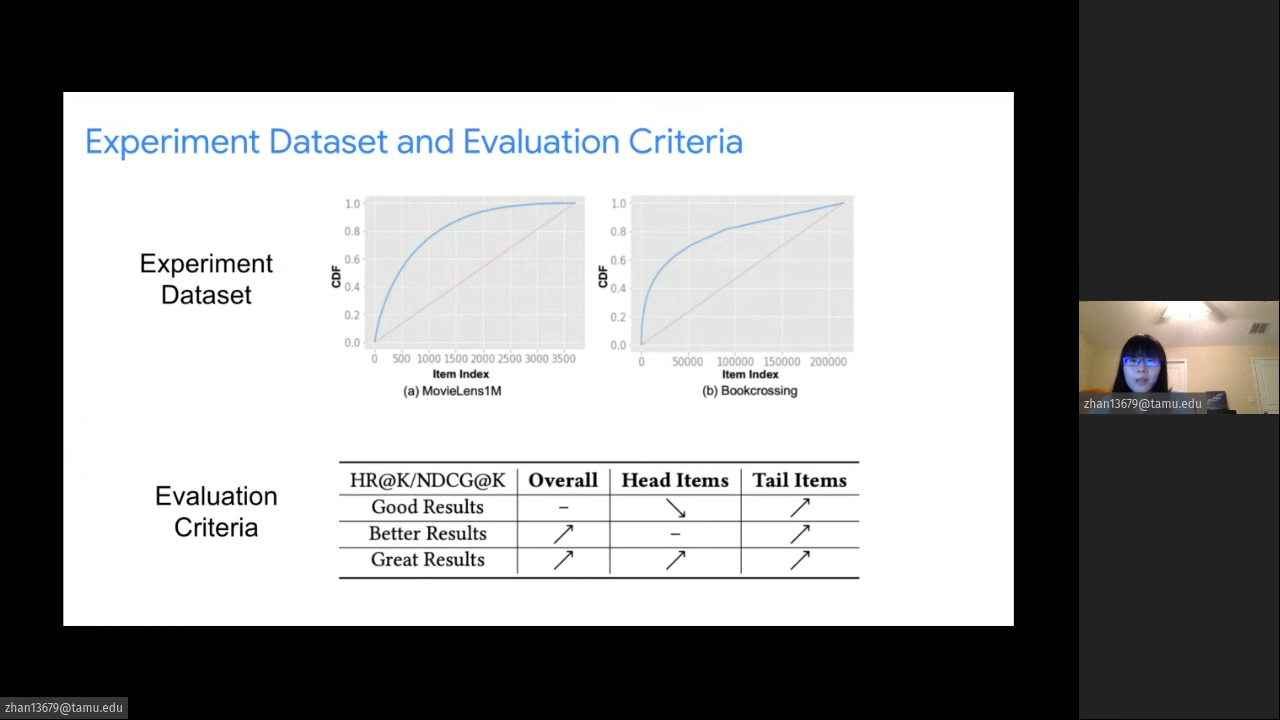 Experiment Dataset and Evaluation Criteria
Experiment
Dataset
CDF
1.0
0.8
0.6
0.4
0.2
0.0
0 500 1000 1500 2000 2500 3000 3500
Item Index
(a) MovieLens1M
CDF
1.0
0.8
0.6
0.4
0.2
0.0
0 50000 100000 150000 200000
Item Index
(b) Bookcrossing
Evaluation
Criteria
HR@K/NDCG@K Overall Head Items Tail Items
Good Results – ↘ ↗
Better Results ↗ – ↗
Great Results ↗ ↗ ↗
zhan13679@tamu.edu
zhan13679@tamu.edu